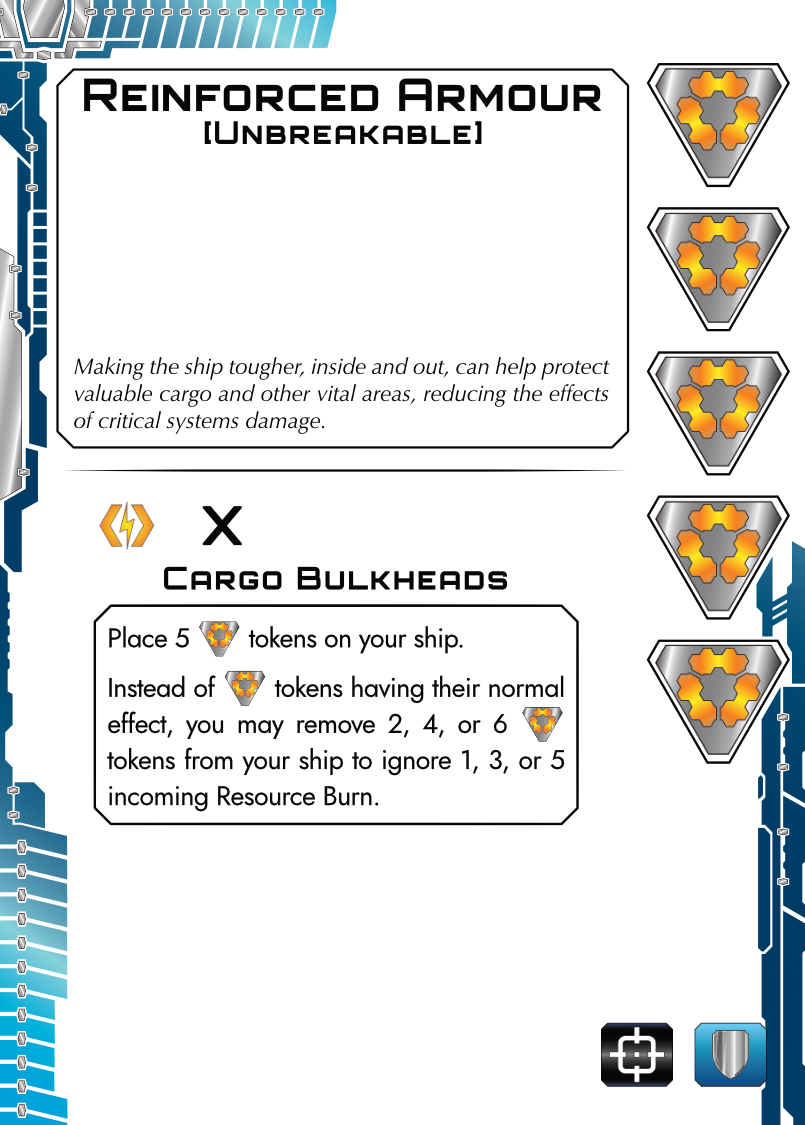 Reinforced Armour
[Unbreakable]
Making the ship tougher, inside and out, can help protect
valuable cargo and other vital areas, reducing the effects
of critical systems damage.
X
Cargo Bulkheads
Place 5 tokens on your ship.
Instead of tokens having their normal
effect, you may remove 2, 4, or 6
tokens from your ship to ignore 1, 3, or 5
incoming Resource Burn.